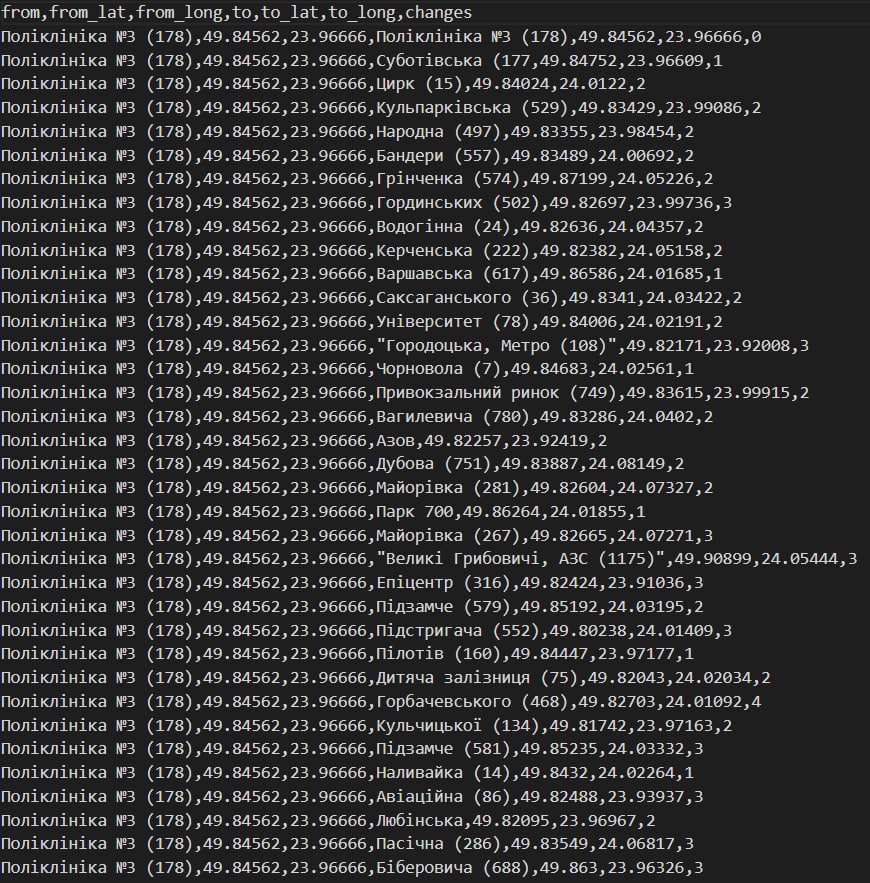 from,from_lat,from_long,to,to_lat,to_long,changes
Поліклініка №3 (178),49.84562,23.96666,Поліклініка №3 (178),49.84562,23.96666,0
Поліклініка №3 (178),49.84562,23.96666,Суботівська (177,49.84752,23.96609,1
Поліклініка №3 (178),49.84562,23.96666,Цирк (15),49.84024,24.0122,2
Поліклініка №3 (178),49.84562,23.96666,Кульпарківська (529),49.83429,23.99086,2
Поліклініка №3 (178),49.84562,23.96666,Народна (497),49.83355,23.98454,2
Поліклініка №3 (178),49.84562,23.96666,Бандери (557),49.83489,24.00692,2
Поліклініка №3 (178),49.84562,23.96666,Грінченка (574),49.87199,24.05226,2
Поліклініка №3 (178),49.84562,23.96666,Гординських (502),49.82697,23.99736,3
Поліклініка №3 (178),49.84562,23.96666,Водогінна (24),49.82636,24.04357,2
Поліклініка №3 (178),49.84562,23.96666,Керченська (222),49.82382,24.05158,2
Поліклініка №3 (178),49.84562,23.96666,Варшавська (617),49.86586,24.01685,1
Поліклініка №3 (178),49.84562,23.96666,Саксаганського (36),49.8341,24.03422,2
Поліклініка №3 (178),49.84562,23.96666,Університет (78),49.84006,24.02191,2
Поліклініка №3 (178),49.84562,23.96666,"Городоцька, Метро (108)",49.82171,23.92008,3
Поліклініка №3 (178),49.84562,23.96666,Чорновола (7),49.84683,24.02561,1
Поліклініка №3 (178),49.84562,23.96666,Привокзальний ринок (749),49.83615,23.99915,2
Поліклініка №3 (178),49.84562,23.96666,Вагилевича (780),49.83286,24.0402,2
Поліклініка №3 (178),49.84562,23.96666,Азов,49.82257,23.92419,2
Поліклініка №3 (178),49.84562,23.96666,Дубова (751),49.83887,24.08149,2
Поліклініка №3 (178),49.84562,23.96666,Майорівка (281),49.82604,24.07327,2
Поліклініка №3 (178),49.84562,23.96666,Парк 700,49.86264,24.01855,1
Поліклініка №3 (178),49.84562,23.96666,Майорівка (267),49.82665,24.07271,3
Поліклініка №3 (178),49.84562,23.96666,"Великі Грибовичі, АЗС (1175)",49.90899,24.05444,3
Поліклініка №3 (178),49.84562,23.96666,Епіцентр (316),49.82424,23.91036,3
Поліклініка №3 (178),49.84562,23.96666,Підзамче (579),49.85192,24.03195,2
Поліклініка №3 (178),49.84562,23.96666,Підстригача (552),49.80238,24.01409,3
Поліклініка №3 (178),49.84562,23.96666,Пілотів (160),49.84447,23.97177,1
Поліклініка №3 (178),49.84562,23.96666,Дитяча залізниця (75),49.82043,24.02034,2
Поліклініка №3 (178),49.84562,23.96666,Горбачевського (468),49.82703,24.01092,4
Поліклініка №3 (178),49.84562,23.96666,Кульчицької (134),49.81742,23.97163,2
Поліклініка №3 (178),49.84562,23.96666,Підзамче (581),49.85235,24.03332,3
Поліклініка №3 (178),49.84562,23.96666,Наливайка (14),49.8432,24.02264,1
Поліклініка №3 (178),49.84562,23.96666,Авіаційна (86),49.82488,23.93937,3
Поліклініка №3 (178),49.84562,23.96666,Любінська,49.82095,23.96967,2
Поліклініка №3 (178),49.84562,23.96666,Пасічна (286),49.83549,24.06817,3
Поліклініка №3 (178),49.84562,23.96666,Біберовича (688),49.863,23.96326,3